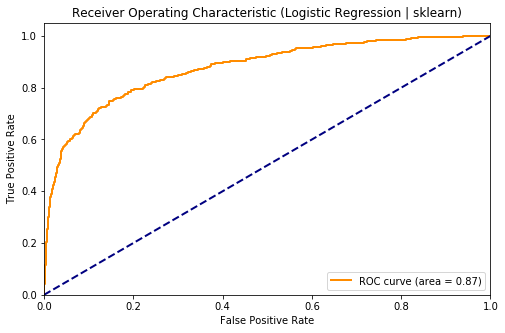 Receiver Operating Characteristic (Logistic Regression | sklearn)
True Positive Rate
1.0
0.8
0.6
0.4
0.2
0.0
0.0 0.2 0.4 0.6 0.8 1.0
False Positive Rate
ROC curve (area = 0.87)